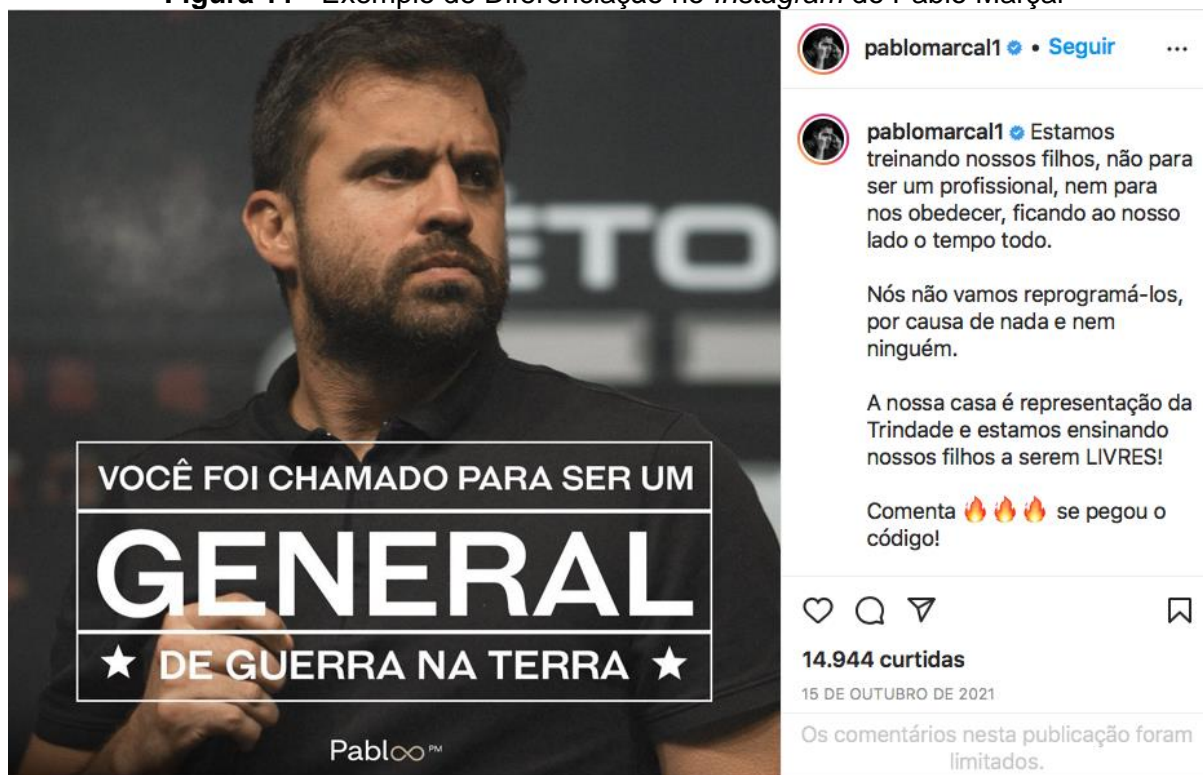 Figura 11 - Exemplo de Diferenciação no Instagram de Pablo Marçal
ÉTO
VOCÊ FOI CHAMADO PARA SER UM
GENERAL
★ DE GUERRA NA TERRA ★
Pabloo PM
pablomarcal1 • Seguir
pablomarcal1 Estamos
treinando nossos filhos, não para
ser um profissional, nem para
nos obedecer, ficando ao nosso
lado o tempo todo.
Nós não vamos reprogramá-los,
por causa de nada e nem
ninguém.
A nossa casa é representação da
Trindade e estamos ensinando
nossos filhos a serem LIVRES!
Comenta 🔥🔥🔥 se pegou o
código!
14.944 curtidas
15 DE OUTUBRO DE 2021
Os comentários nesta publicação foram
limitados.